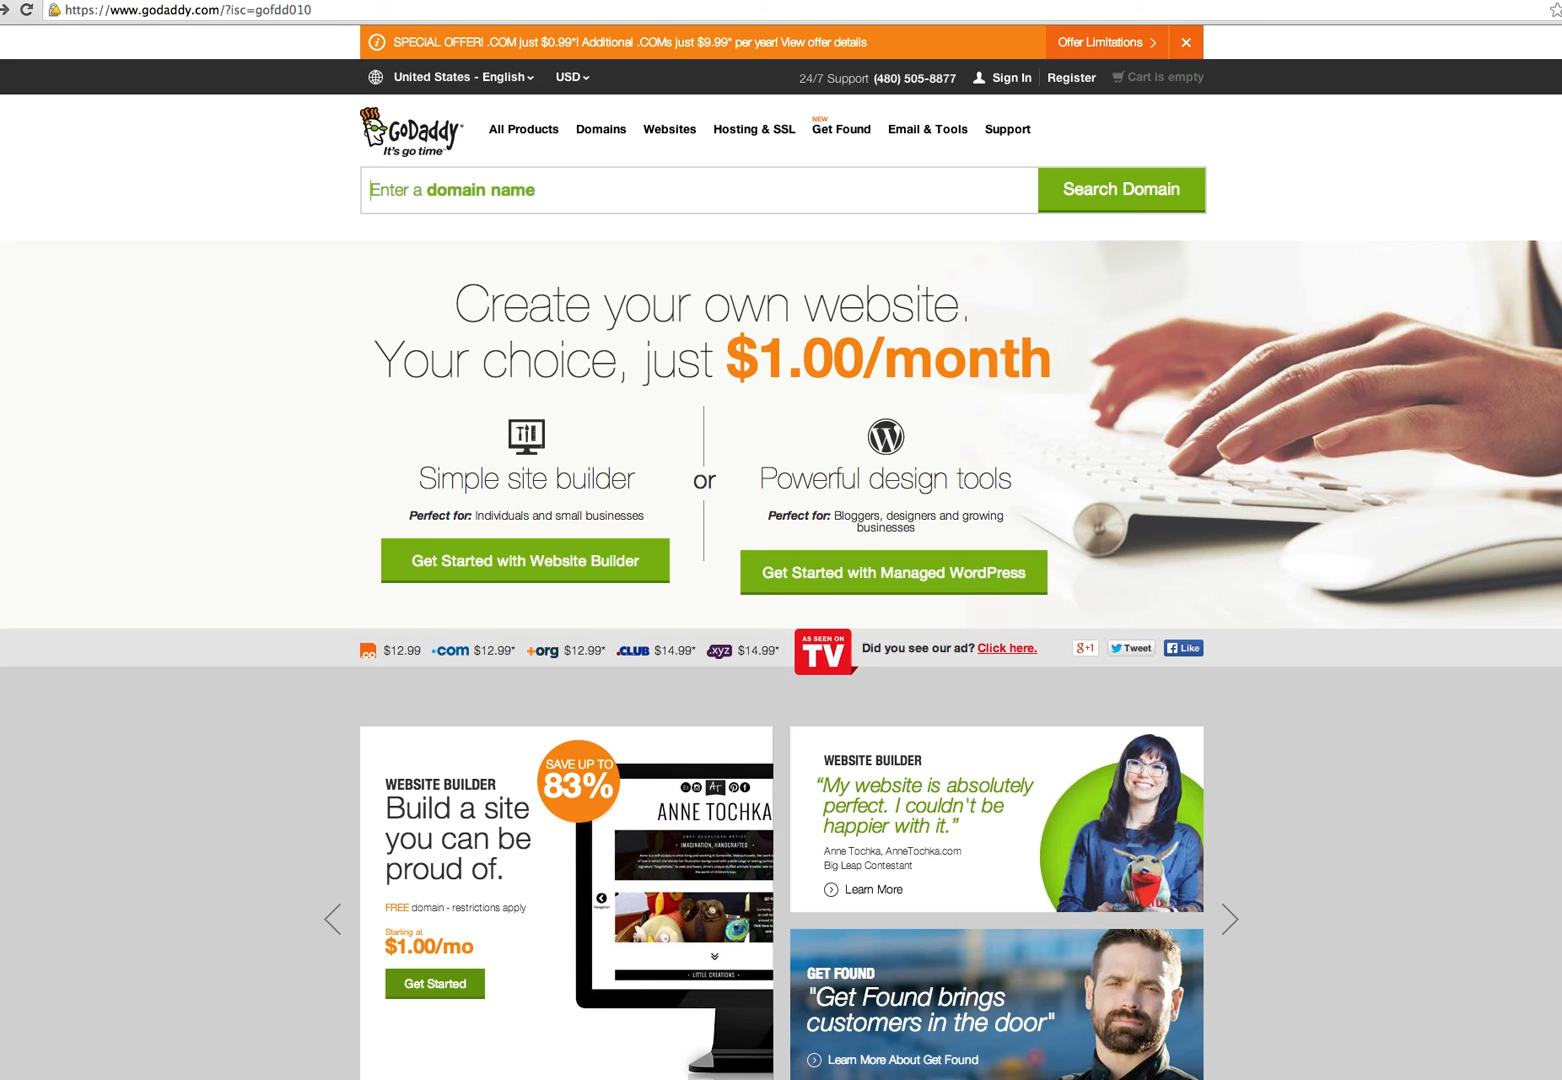 https://www.godaddy.com/?isc=gofdd010
SPECIAL OFFER! .COM just $0.99*! Additional .COMs just $9.99* per year! View offer details
Offer Limitations
United States - English
USD
24/7 Support (480) 505-8877
Sign In
Register
Cart is empty
GoDaddy
It's go time
All Products
Domains
Websites
Hosting & SSL
NEW
Get Found
Email & Tools
Support
Enter a domain name
Search Domain
Create your own website.
Your choice, just $1.00/month
Simple site builder
Perfect for: Individuals and small businesses
Get Started with Website Builder
or
Powerful design tools
Perfect for: Bloggers, designers and growing
businesses
Get Started with Managed WordPress
.co $12.99
.com $12.99*
.org $12.99*
.CLUB $14.99*
.xyz $14.99*
AS SEEN ON
TV
Did you see our ad? Click here.
g+1
Tweet
Like
WEBSITE BUILDER
Build a site
you can be
proud of.
FREE domain - restrictions apply
Starting at
$1.00/mo
Get Started
SAVE UP TO
83%
AT
ANNE TOCHKA
SOFT SCULPTURE ARTIST
• IMAGINATION, HANDCRAFTED •
navigation
• LITTLE CREATIONS •
WEBSITE BUILDER
“My website is absolutely
perfect. I couldn't be
happier with it.”
Anne Tochka, AnneTochka.com
Big Leap Contestant
Learn More
GET FOUND
"Get Found brings
customers in the door"
Learn More About Get Found